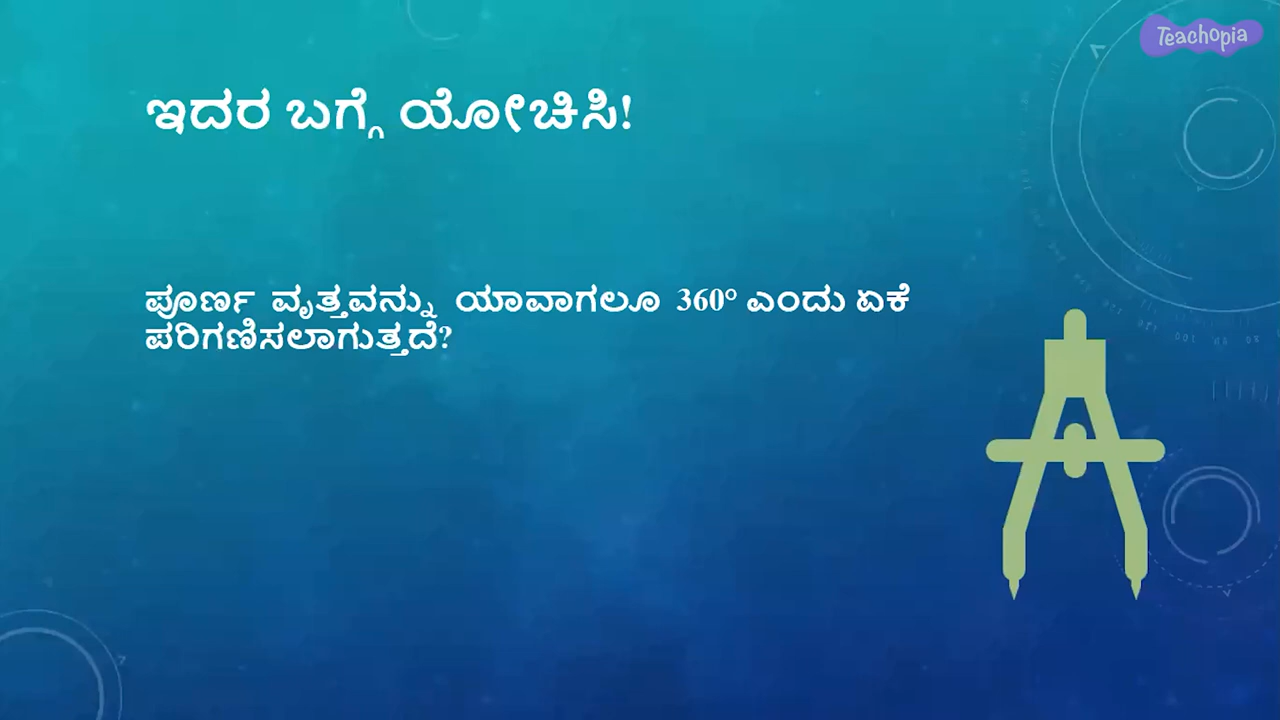 Teachopia
ಇದರ ಬಗ್ಗೆ ಯೋಚಿಸಿ!
ಪೂರ್ಣ ವೃತ್ತವನ್ನು ಯಾವಾಗಲೂ 360° ಎಂದು ಏಕೆ
ಪರಿಗಣಿಸಲಾಗುತ್ತದೆ?